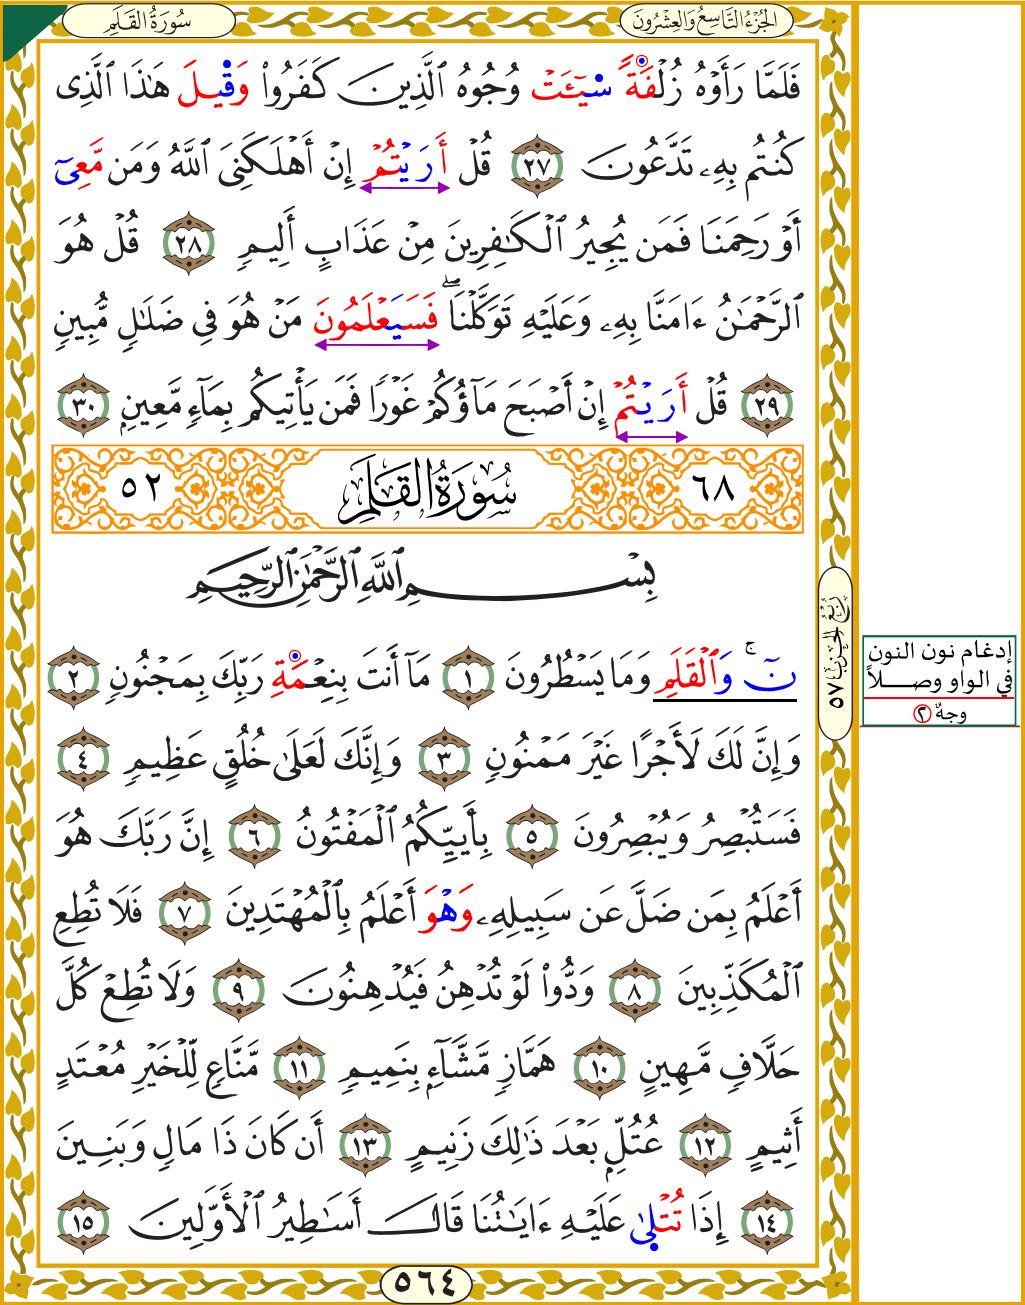 سُورَةُ القَلَمِ
الجُزْءُ التَّاسِعُ وَالعِشْرُونَ
فَلَمَّا رَأَوْهُ زُلْفَةً سِيٓـَٔتْ وُجُوهُ ٱلَّذِينَ كَفَرُوا۟ وَقِيلَ هَٰذَا ٱلَّذِى
كُنتُم بِهِۦ تَدَّعُونَ ٢٧ قُلْ أَرَيْتُمْ إِنْ أَهْلَكَنِىَ ٱللَّهُ وَمَن مَّعِىٓ
أَوْ رَحِمَنَا فَمَن يُجِيرُ ٱلْكَٰفِرِينَ مِنْ عَذَابٍ أَلِيمٍ ٢٨ قُلْ هُوَ
ٱلرَّحْمَٰنُ ءَامَنَّا بِهِۦ وَعَلَيْهِ تَوَكَّلْنَا ۖ فَسَيَعْلَمُونَ مَنْ هُوَ فِى ضَلَٰلٍ مُّبِينٍ
٢٩ قُلْ أَرَيْتُمْ إِنْ أَصْبَحَ مَآؤُكُمْ غَوْرًا فَمَن يَأْتِيكُم بِمَآءٍ مَّعِينٍ ٣٠
٦٨ سُورَةُ القَلَمِ ٥٢
بِسْمِ ٱللَّهِ ٱلرَّحْمَٰنِ ٱلرَّحِيمِ
نٓ ۚ وَٱلْقَلَمِ وَمَا يَسْطُرُونَ ١ مَآ أَنتَ بِنِعْمَةِ رَبِّكَ بِمَجْنُونٍ ٢
وَإِنَّ لَكَ لَأَجْرًا غَيْرَ مَمْنُونٍ ٣ وَإِنَّكَ لَعَلَىٰ خُلُقٍ عَظِيمٍ ٤
فَسَتُبْصِرُ وَيُبْصِرُونَ ٥ بِأَييِّكُمُ ٱلْمَفْتُونُ ٦ إِنَّ رَبَّكَ هُوَ
أَعْلَمُ بِمَن ضَلَّ عَن سَبِيلِهِۦ وَهْوَ أَعْلَمُ بِٱلْمُهْتَدِينَ ٧ فَلَا تُطِعِ
ٱلْمُكَذِّبِينَ ٨ وَدُّوا۟ لَوْ تُدْهِنُ فَيُدْهِنُونَ ٩ وَلَا تُطِعْ كُلَّ
حَلَّافٍ مَّهِينٍ ١٠ هَمَّازٍ مَّشَّآءٍۭ بِنَمِيمٍ ١١ مَّنَّاعٍ لِّلْخَيْرِ مُعْتَدٍ
أَثِيمٍ ١٢ عُتُلٍّۭ بَعْدَ ذَٰلِكَ زَنِيمٍ ١٣ أَن كَانَ ذَا مَالٍ وَبَنِينَ
١٤ إِذَا تُتْلَىٰ عَلَيْهِ ءَايَٰتُنَا قَالَ أَسَٰطِيرُ ٱلْأَوَّلِينَ ١٥
٥٦٤
رُبْعُ الحِزْبِ ٥٧
إدغام نون النون
في الواو وصلاً
وجهٌ ٢